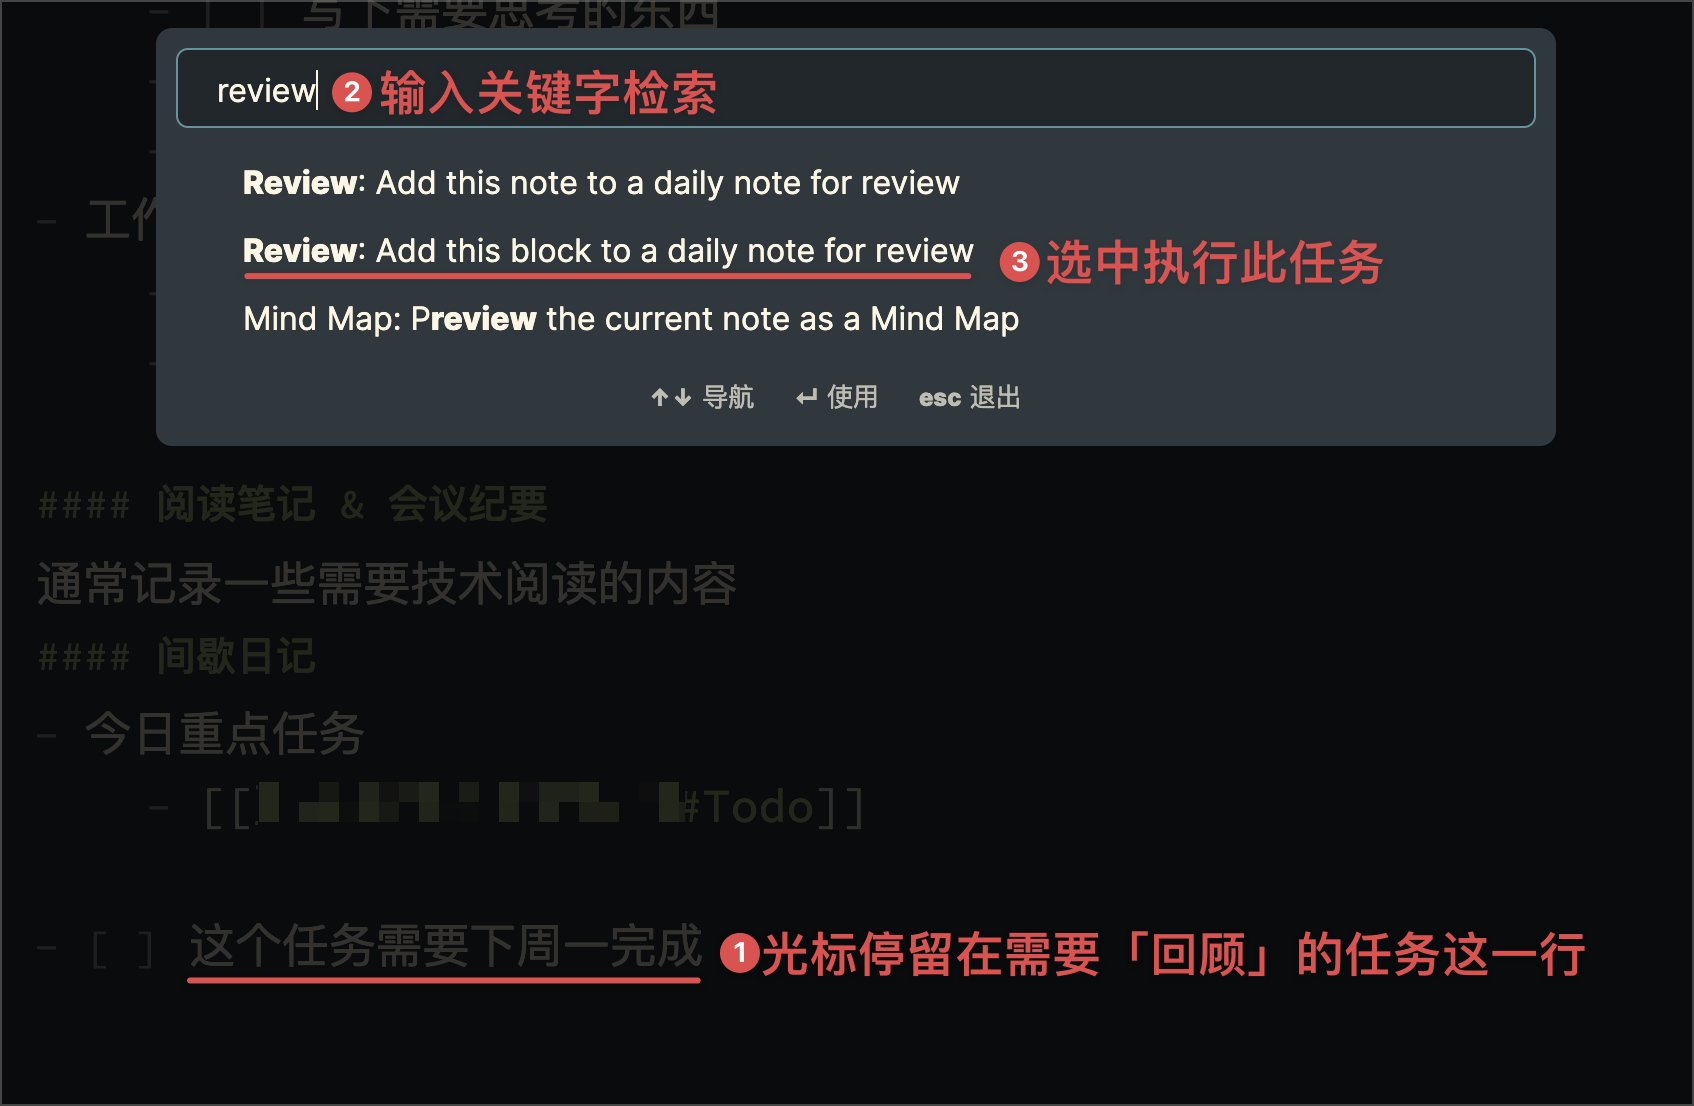 - [ ] 写下需要思考的东西
review ❷ 输入关键字检索
Review: Add this note to a daily note for review
- 工作
Review: Add this block to a daily note for review ❸ 选中执行此任务
Mind Map: Preview the current note as a Mind Map
↑↓ 导航 ↵ 使用 esc 退出
#### 阅读笔记 & 会议纪要
通常记录一些需要技术阅读的内容
#### 间歇日记
- 今日重点任务
- [[ #Todo]]
- [ ] 这个任务需要下周一完成 ❶ 光标停留在需要「回顾」的任务这一行